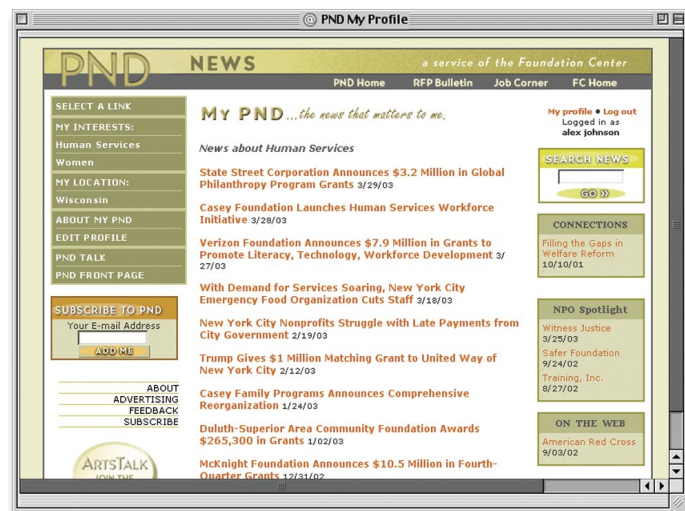 PND My Profile
PND NEWS
a service of the Foundation Center
PND Home RFP Bulletin Job Corner FC Home
SELECT A LINK
MY INTERESTS:
Human Services
Women
MY LOCATION:
Wisconsin
ABOUT MY PND
EDIT PROFILE
PND TALK
PND FRONT PAGE
SUBSCRIBE TO PND
Your E-mail Address
ADD ME
ABOUT
ADVERTISING
FEEDBACK
SUBSCRIBE
ARTSTALK
JOIN THE
MY PND...the news that matters to me.
News about Human Services
State Street Corporation Announces $3.2 Million in Global
Philanthropy Program Grants 3/29/03
Casey Foundation Launches Human Services Workforce
Initiative 3/28/03
Verizon Foundation Announces $7.9 Million in Grants to
Promote Literacy, Technology, Workforce Development 3/
27/03
With Demand for Services Soaring, New York City
Emergency Food Organization Cuts Staff 3/18/03
New York City Nonprofits Struggle with Late Payments from
City Government 2/19/03
Trump Gives $1 Million Matching Grant to United Way of
New York City 2/12/03
Casey Family Programs Announces Comprehensive
Reorganization 1/24/03
Duluth-Superior Area Community Foundation Awards
$265,300 in Grants 1/02/03
McKnight Foundation Announces $10.5 Million in Fourth-
Quarter Grants 12/31/02
My profile • Log out
Logged in as
alex johnson
SEARCH NEWS
GO »
CONNECTIONS
Filling the Gaps in
Welfare Reform
10/10/01
NPO Spotlight
Witness Justice
3/25/03
Safer Foundation
9/24/02
Training, Inc.
8/27/02
ON THE WEB
American Red Cross
9/03/02